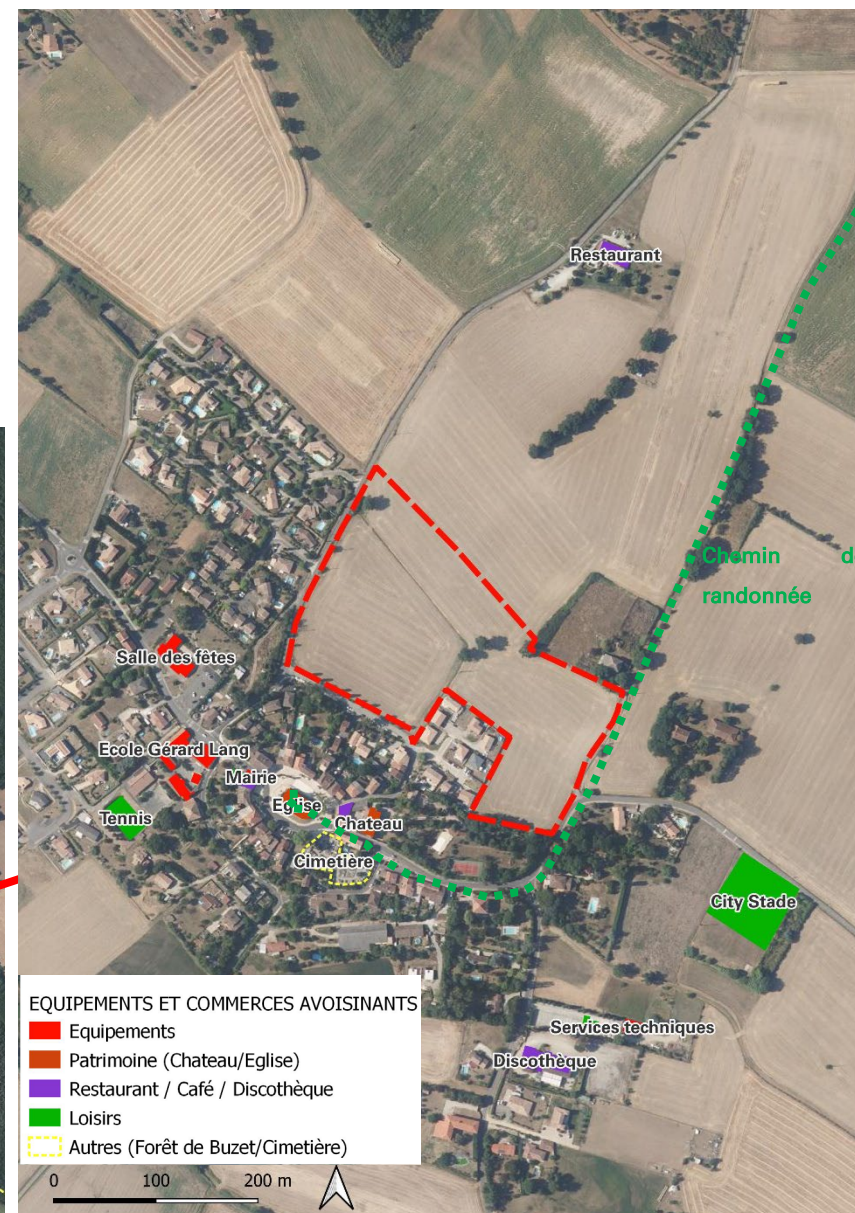 Restaurant
Chemin d
randonnée
Salle des fêtes
Ecole Gérard Lang
Mairie
Eglise
Tennis
Chateau
Cimetière
City Stade
Services techniques
Discothèque
EQUIPEMENTS ET COMMERCES AVOISINANTS
Equipements
Patrimoine (Chateau/Eglise)
Restaurant / Café / Discothèque
Loisirs
Autres (Forêt de Buzet/Cimetière)
0 100 200 m